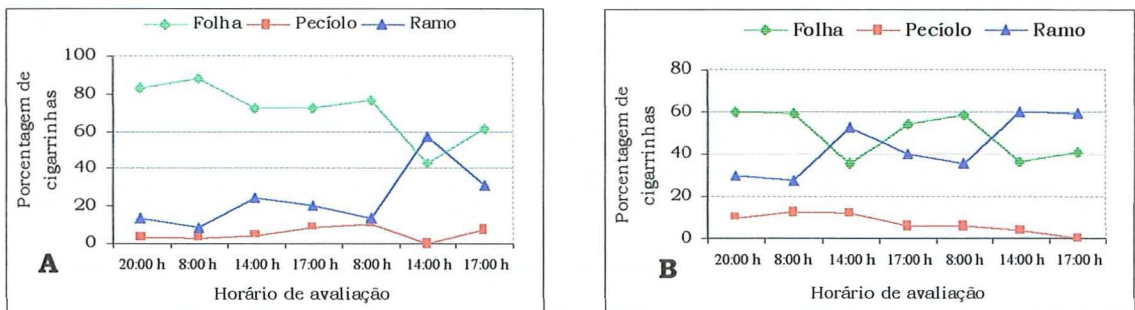 Folha Pecíolo Ramo
Porcentagem de
cigarrinhas
100
80
60
40
20
0
20:00 h 8:00 h 14:00 h 17:00 h 8:00 h 14:00 h 17:00 h
A
Horário de avaliação
Folha Pecíolo Ramo
Porcentagem de
cigarrinhas
80
60
40
20
0
20:00 h 8:00 h 14:00 h 17:00 h 8:00 h 14:00 h 17:00 h
B
Horário de avaliação